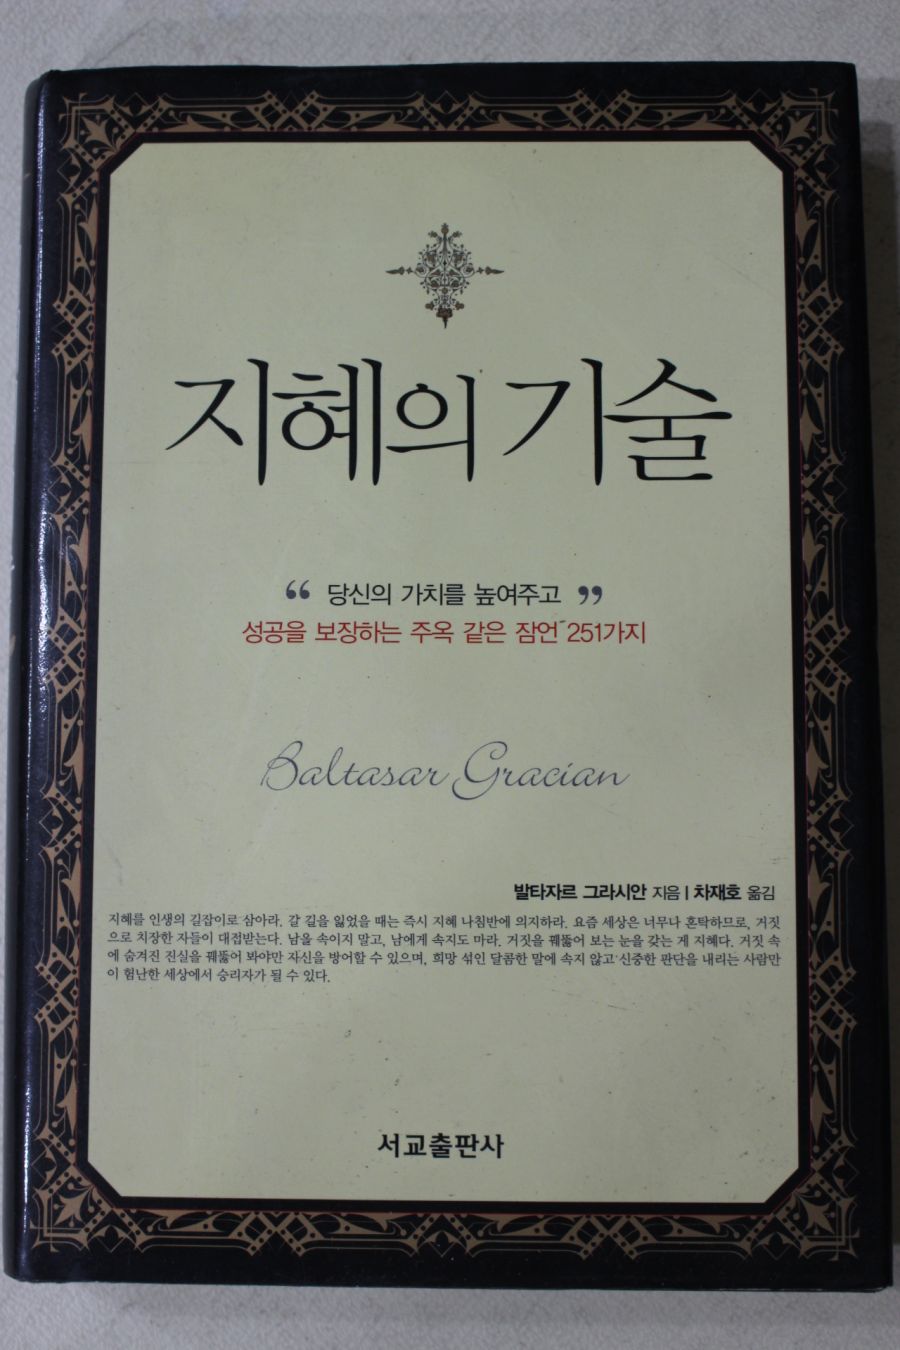 지혜의 기술
“ 당신의 가치를 높여주고 ”
성공을 보장하는 주옥 같은 잠언 251가지
Baltasar Gracian
발타자르 그라시안 지음 | 차재호 옮김
지혜를 인생의 길잡이로 삼아라. 갈 길을 잃었을 때는 즉시 지혜 나침반에 의지하라. 요즘 세상은 너무나 혼탁하므로, 거짓
으로 치장한 자들이 대접받는다. 남을 속이지 말고, 남에게 속지도 마라. 거짓을 꿰뚫어 보는 눈을 갖는 게 지혜다. 거짓 속
에 숨겨진 진실을 꿰뚫어 봐야만 자신을 방어할 수 있으며, 희망 섞인 달콤한 말에 속지 않고 신중한 판단을 내리는 사람만
이 험난한 세상에서 승리자가 될 수 있다.
서교출판사